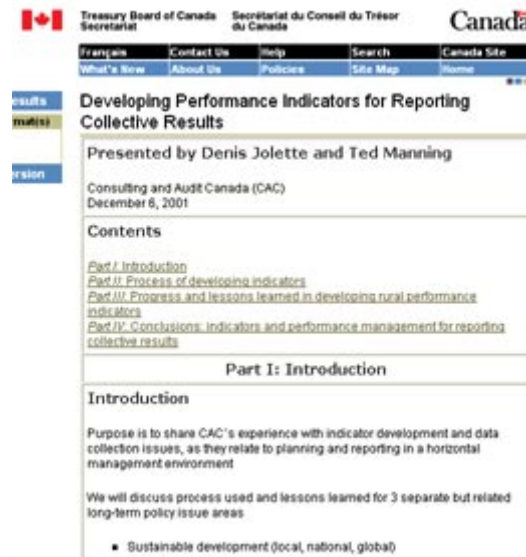 Treasury Board of Canada Secretariat
Secrétariat du Conseil du Trésor du Canada
Canada
Français Contact Us Help Search Canada Site
What's New About Us Policies Site Map Home
Developing Performance Indicators for Reporting
Collective Results
Presented by Denis Jolette and Ted Manning
Consulting and Audit Canada (CAC)
December 6, 2001
Contents
Part I: Introduction
Part II: Process of developing indicators
Part III: Progress and lessons learned in developing rural performance
indicators
Part IV: Conclusions: indicators and performance management for reporting
collective results
Part I: Introduction
Introduction
Purpose is to share CAC's experience with indicator development and data
collection issues, as they relate to planning and reporting in a horizontal
management environment
We will discuss process used and lessons learned for 3 separate but related
long-term policy issue areas
Sustainable development (local, national, global)